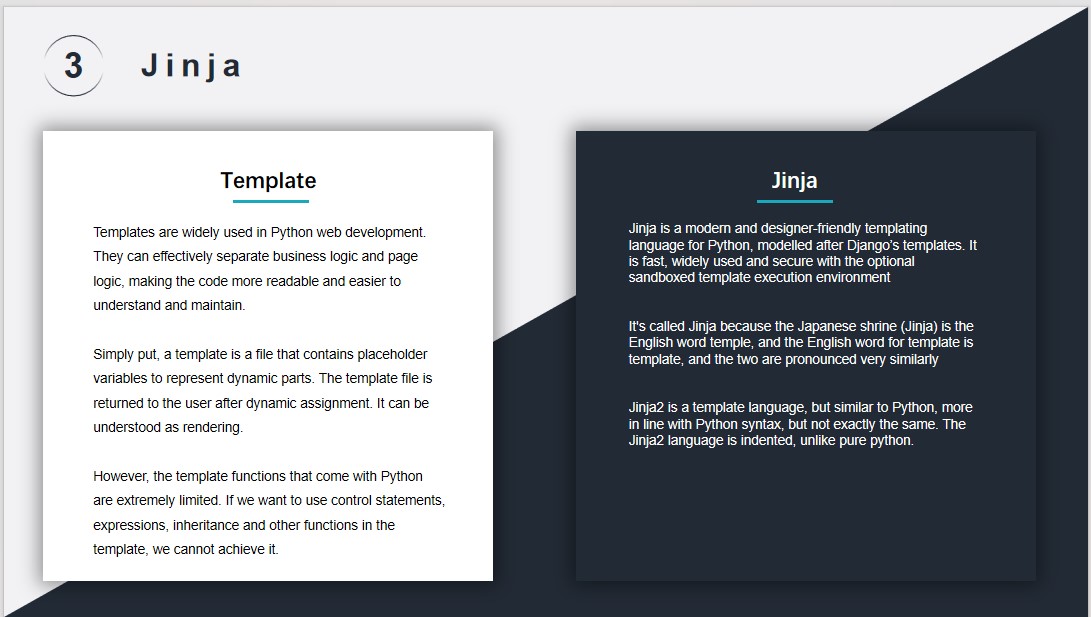 3 Jinja
Template
Templates are widely used in Python web development.
They can effectively separate business logic and page
logic, making the code more readable and easier to
understand and maintain.
Simply put, a template is a file that contains placeholder
variables to represent dynamic parts. The template file is
returned to the user after dynamic assignment. It can be
understood as rendering.
However, the template functions that come with Python
are extremely limited. If we want to use control statements,
expressions, inheritance and other functions in the
template, we cannot achieve it.
Jinja
Jinja is a modern and designer-friendly templating
language for Python, modelled after Django's templates. It
is fast, widely used and secure with the optional
sandboxed template execution environment
It's called Jinja because the Japanese shrine (Jinja) is the
English word temple, and the English word for template is
template, and the two are pronounced very similarly
Jinja2 is a template language, but similar to Python, more
in line with Python syntax, but not exactly the same. The
Jinja2 language is indented, unlike pure python.